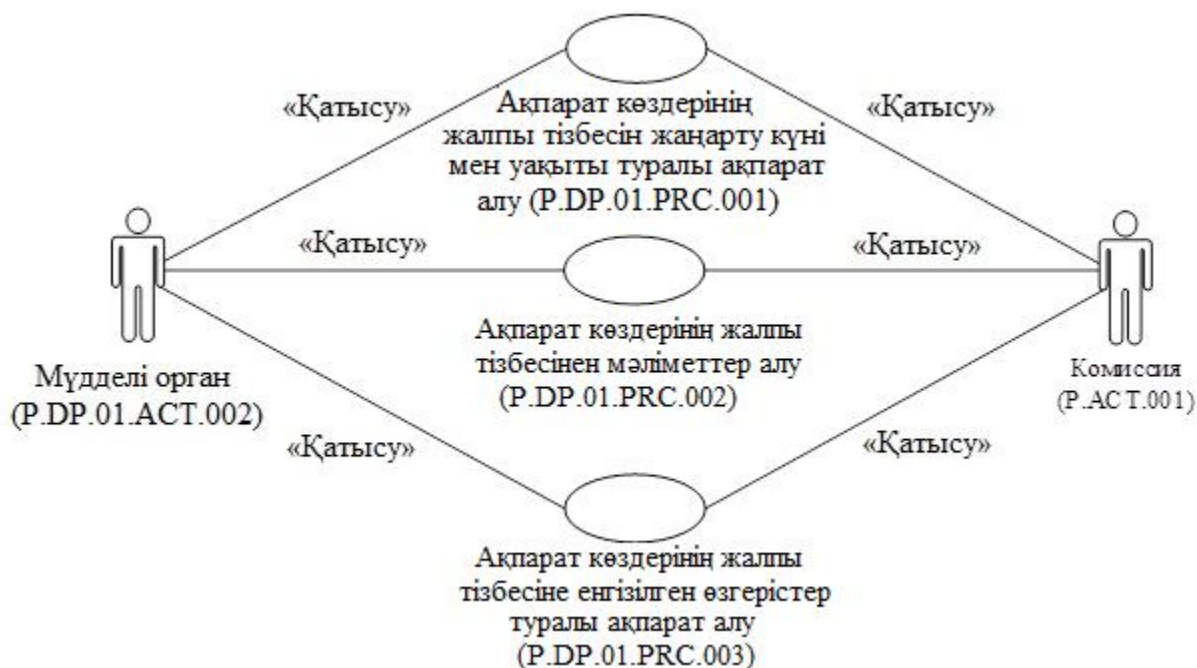 «Қатысу»
«Қатысу»
Ақпарат көздерінің
жалпы тізбесін жаңарту күні
мен уақыты туралы ақпарат
алу (P.DP.01.PRC.001)
«Қатысу»
«Қатысу»
Ақпарат көздерінің жалпы
тізбесінен мәліметтер алу
(P.DP.01.PRC.002)
Мүдделі орган
(P.DP.01.ACT.002)
Комиссия
(P.ACT.001)
«Қатысу»
«Қатысу»
Ақпарат көздерінің жалпы
тізбесіне енгізілген өзгерістер
туралы ақпарат алу
(P.DP.01.PRC.003)